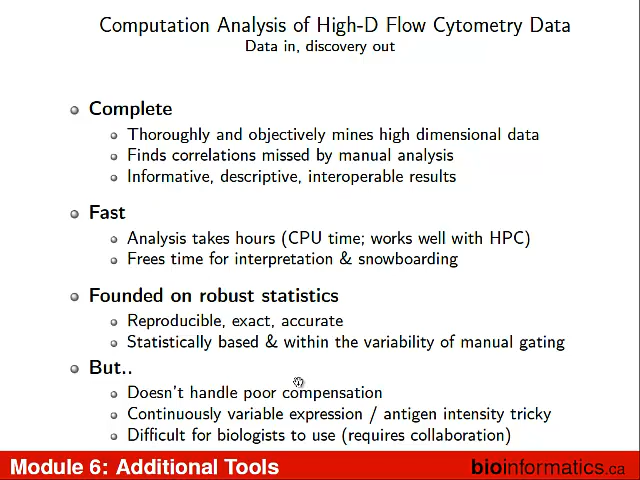 Computation Analysis of High-D Flow Cytometry Data
Data in, discovery out
Complete
Thoroughly and objectively mines high dimensional data
Finds correlations missed by manual analysis
Informative, descriptive, interoperable results
Fast
Analysis takes hours (CPU time; works well with HPC)
Frees time for interpretation & snowboarding
Founded on robust statistics
Reproducible, exact, accurate
Statistically based & within the variability of manual gating
But..
Doesn't handle poor compensation
Continuously variable expression / antigen intensity tricky
Difficult for biologists to use (requires collaboration)
Module 6: Additional Tools
bioinformatics.ca